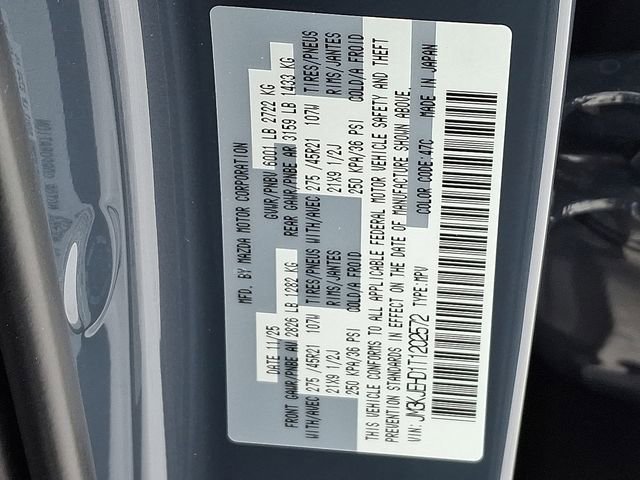 MFD. BY MAZDA MOTOR CORPORATION
DATE 11/25 GVWR/PNBV 6001 LB 2722 KG
FRONT GAWR/PNBE AV 2826 LB 1282 KG REAR GAWR/PNBE AR 3159 LB 1433 KG
WITH/AVEC 275 /45R21 107W TIRES/PNEUS WITH/AVEC 275 /45R21 107W TIRES/PNEUS
21X9 1/2J RIMS/JANTES 21X9 1/2J RIMS/JANTES
250 KPA/36 PSI COLD/A FROID 250 KPA/36 PSI COLD/A FROID
THIS VEHICLE CONFORMS TO ALL APPLICABLE FEDERAL MOTOR VEHICLE SAFETY AND THEFT
PREVENTION STANDARDS IN EFFECT ON THE DATE OF MANUFACTURE SHOWN ABOVE.
VIN: JM3KJEHD1T1202572 TYPE: MPV COLOR CODE: 47C MADE IN JAPAN